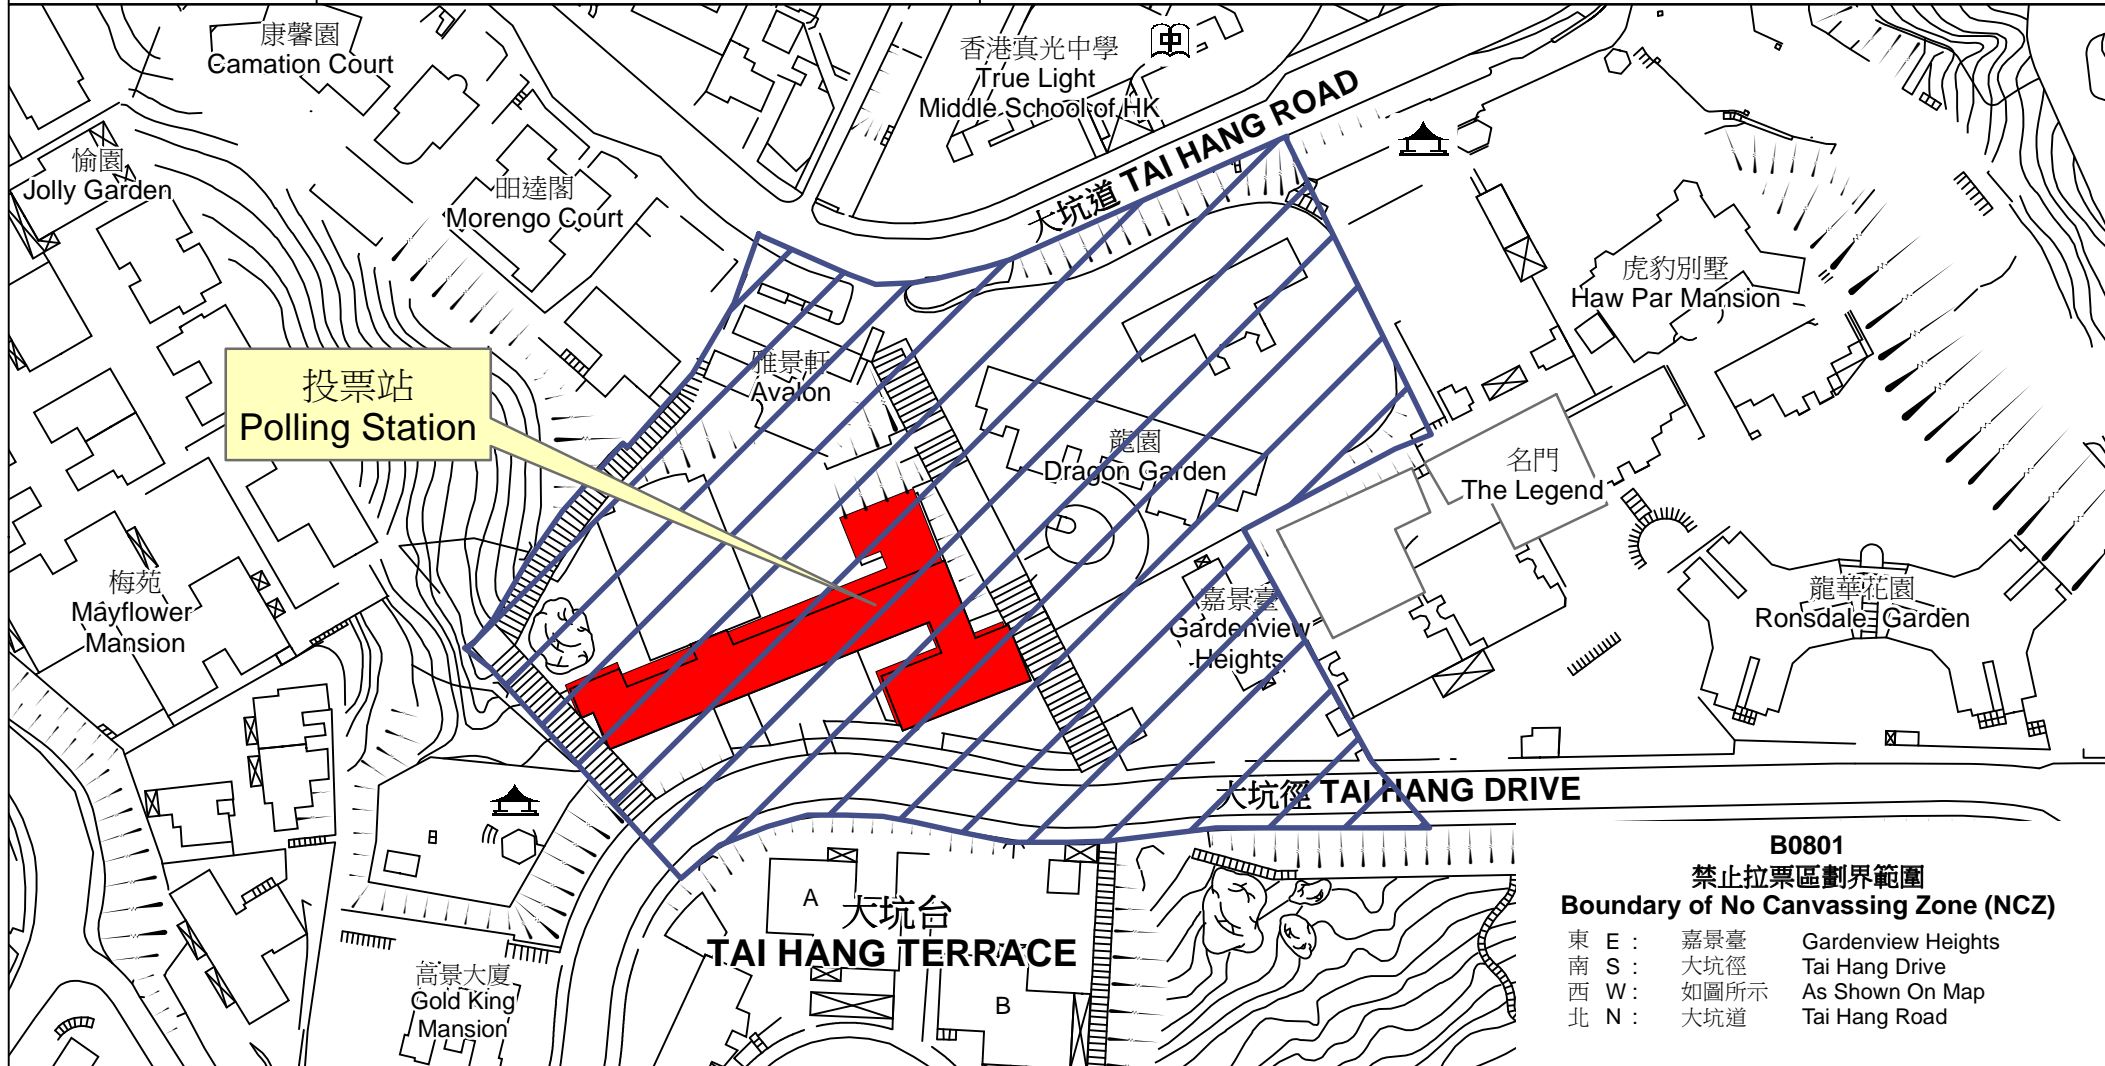 康馨園
Camation Court
香港真光中學
True Light
Middle School of HK
大坑道 TAI HANG ROAD
愉園
Jolly Garden
昍逵閣
Morengo Court
虎豹別墅
Haw Par Mansion
投票站
Polling Station
雅景軒
Avalon
龍園
Dragon Garden
名門
The Legend
梅苑
Mayflower
Mansion
嘉景臺
Gardenview
Heights
龍華花園
Ronsdale Garden
大坑徑 TAI HANG DRIVE
A
大坑台
TAI HANG TERRACE
B
高景大廈
Gold King
Mansion
B0801
禁止拉票區劃界範圍
Boundary of No Canvassing Zone (NCZ)
東 E : 嘉景臺 Gardenview Heights
南 S : 大坑徑 Tai Hang Drive
西 W : 如圖所示 As Shown On Map
北 N : 大坑道 Tai Hang Road